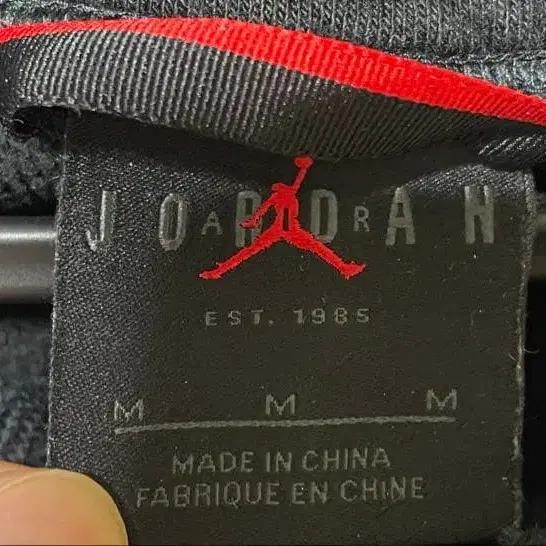 JORDAN
AIR
EST. 1985
M M M
MADE IN CHINA
FABRIQUE EN CHINE